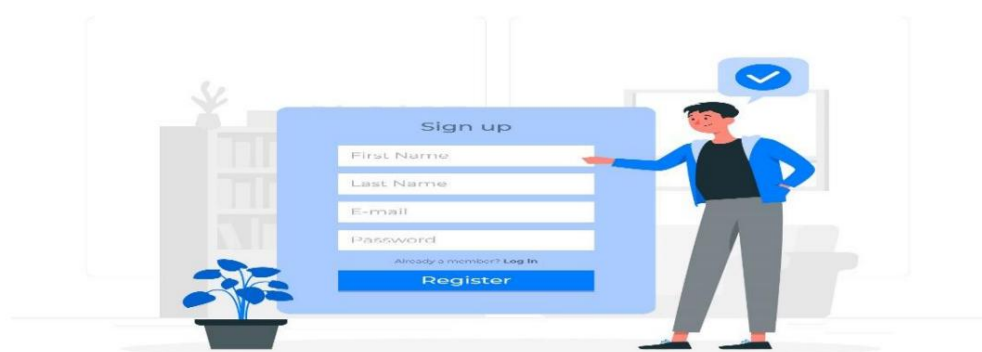 Sign up
First Name
Last Name
E-mail
Password
Already a member? Log In
Register